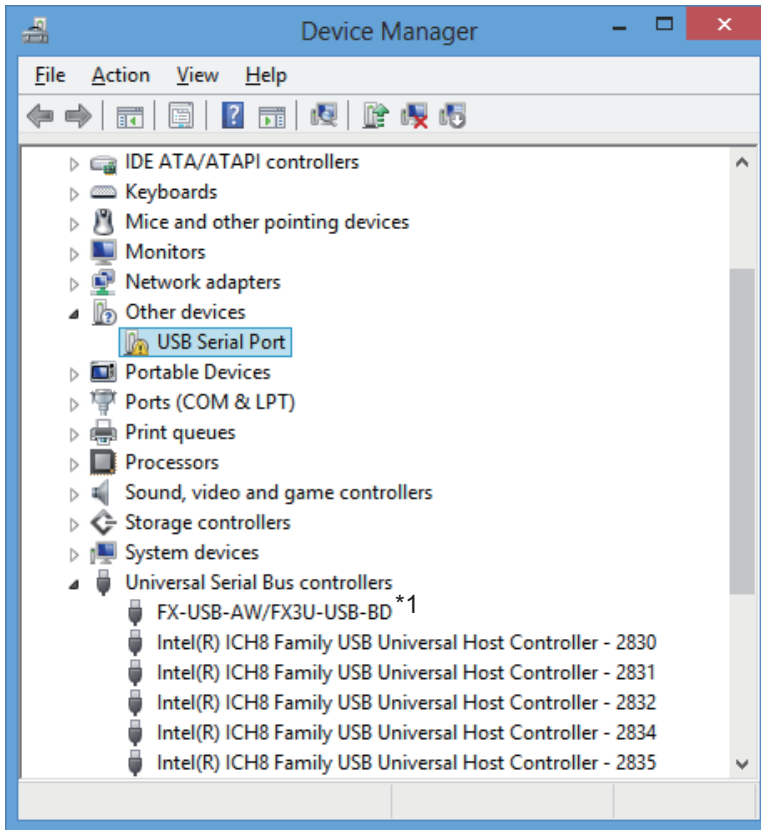 Device Manager
File Action View Help
IDE ATA/ATAPI controllers
Keyboards
Mice and other pointing devices
Monitors
Network adapters
Other devices
USB Serial Port
Portable Devices
Ports (COM & LPT)
Print queues
Processors
Sound, video and game controllers
Storage controllers
System devices
Universal Serial Bus controllers
FX-USB-AW/FX3U-USB-BD *1
Intel(R) ICH8 Family USB Universal Host Controller - 2830
Intel(R) ICH8 Family USB Universal Host Controller - 2831
Intel(R) ICH8 Family USB Universal Host Controller - 2832
Intel(R) ICH8 Family USB Universal Host Controller - 2834
Intel(R) ICH8 Family USB Universal Host Controller - 2835